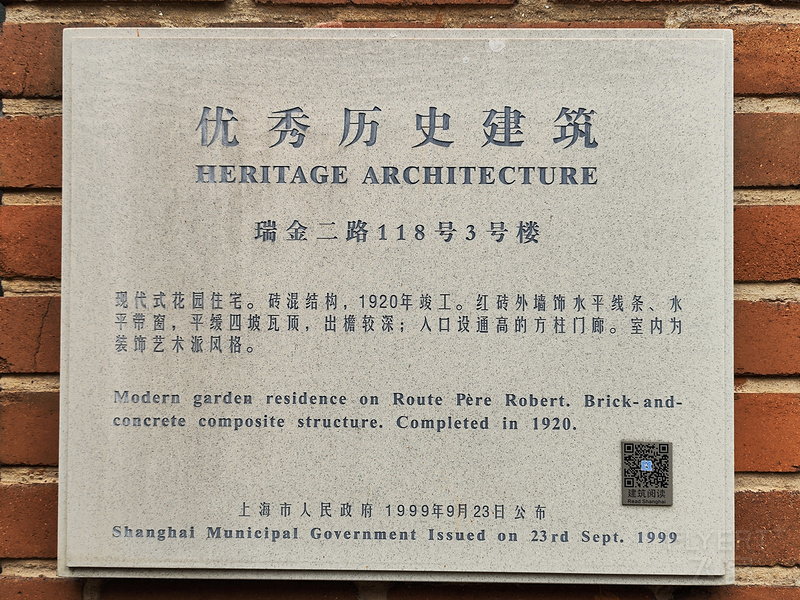 优秀历史建筑
HERITAGE ARCHITECTURE
瑞金二路118号3号楼
现代式花园住宅。砖混结构，1920年竣工。红砖外墙饰水平线条、水
平带窗，平缓四坡瓦顶，出檐较深；人口设通高的方柱门廊。室内为
装饰艺术派风格。
Modern garden residence on Route Père Robert. Brick-and-
concrete composite structure. Completed in 1920.
建筑阅读
Read Shanghai
上海市人民政府 1999年9月23日公布
Shanghai Municipal Government Issued on 23rd Sept. 1999